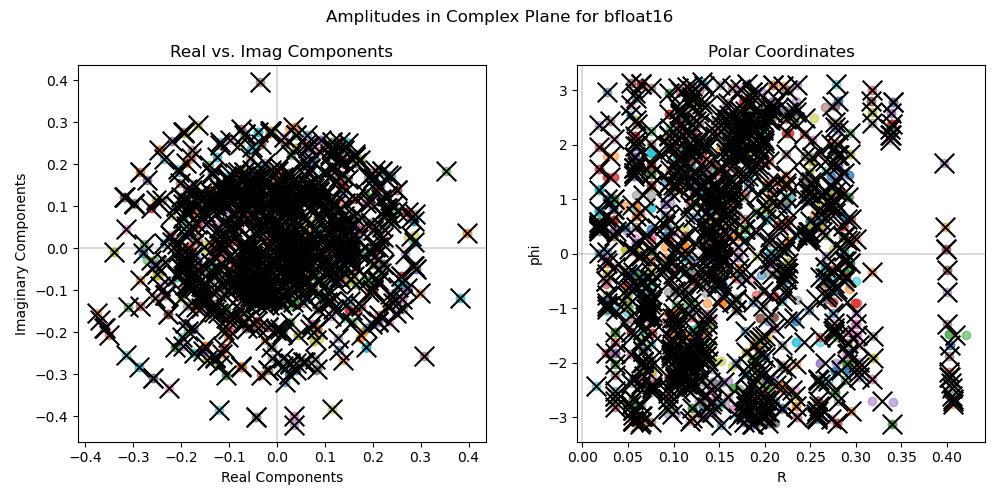 Amplitudes in Complex Plane for bfloat16
Real vs. Imag Components
0.4
0.3
0.2
0.1
0.0
−0.1
−0.2
−0.3
−0.4
Imaginary Components
−0.4 −0.3 −0.2 −0.1 0.0 0.1 0.2 0.3 0.4
Real Components
Polar Coordinates
3
2
1
0
−1
−2
−3
phi
0.00 0.05 0.10 0.15 0.20 0.25 0.30 0.35 0.40
R